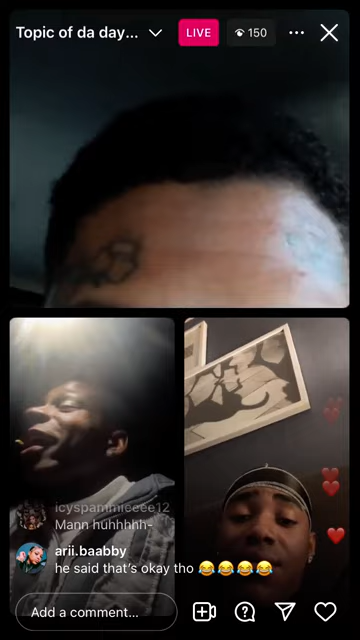 Topic of da day...
LIVE
150
icyspammieeee12
Mann huhhhhh-
arii.baabby
he said that's okay tho 😂😂😂😂
Add a comment...